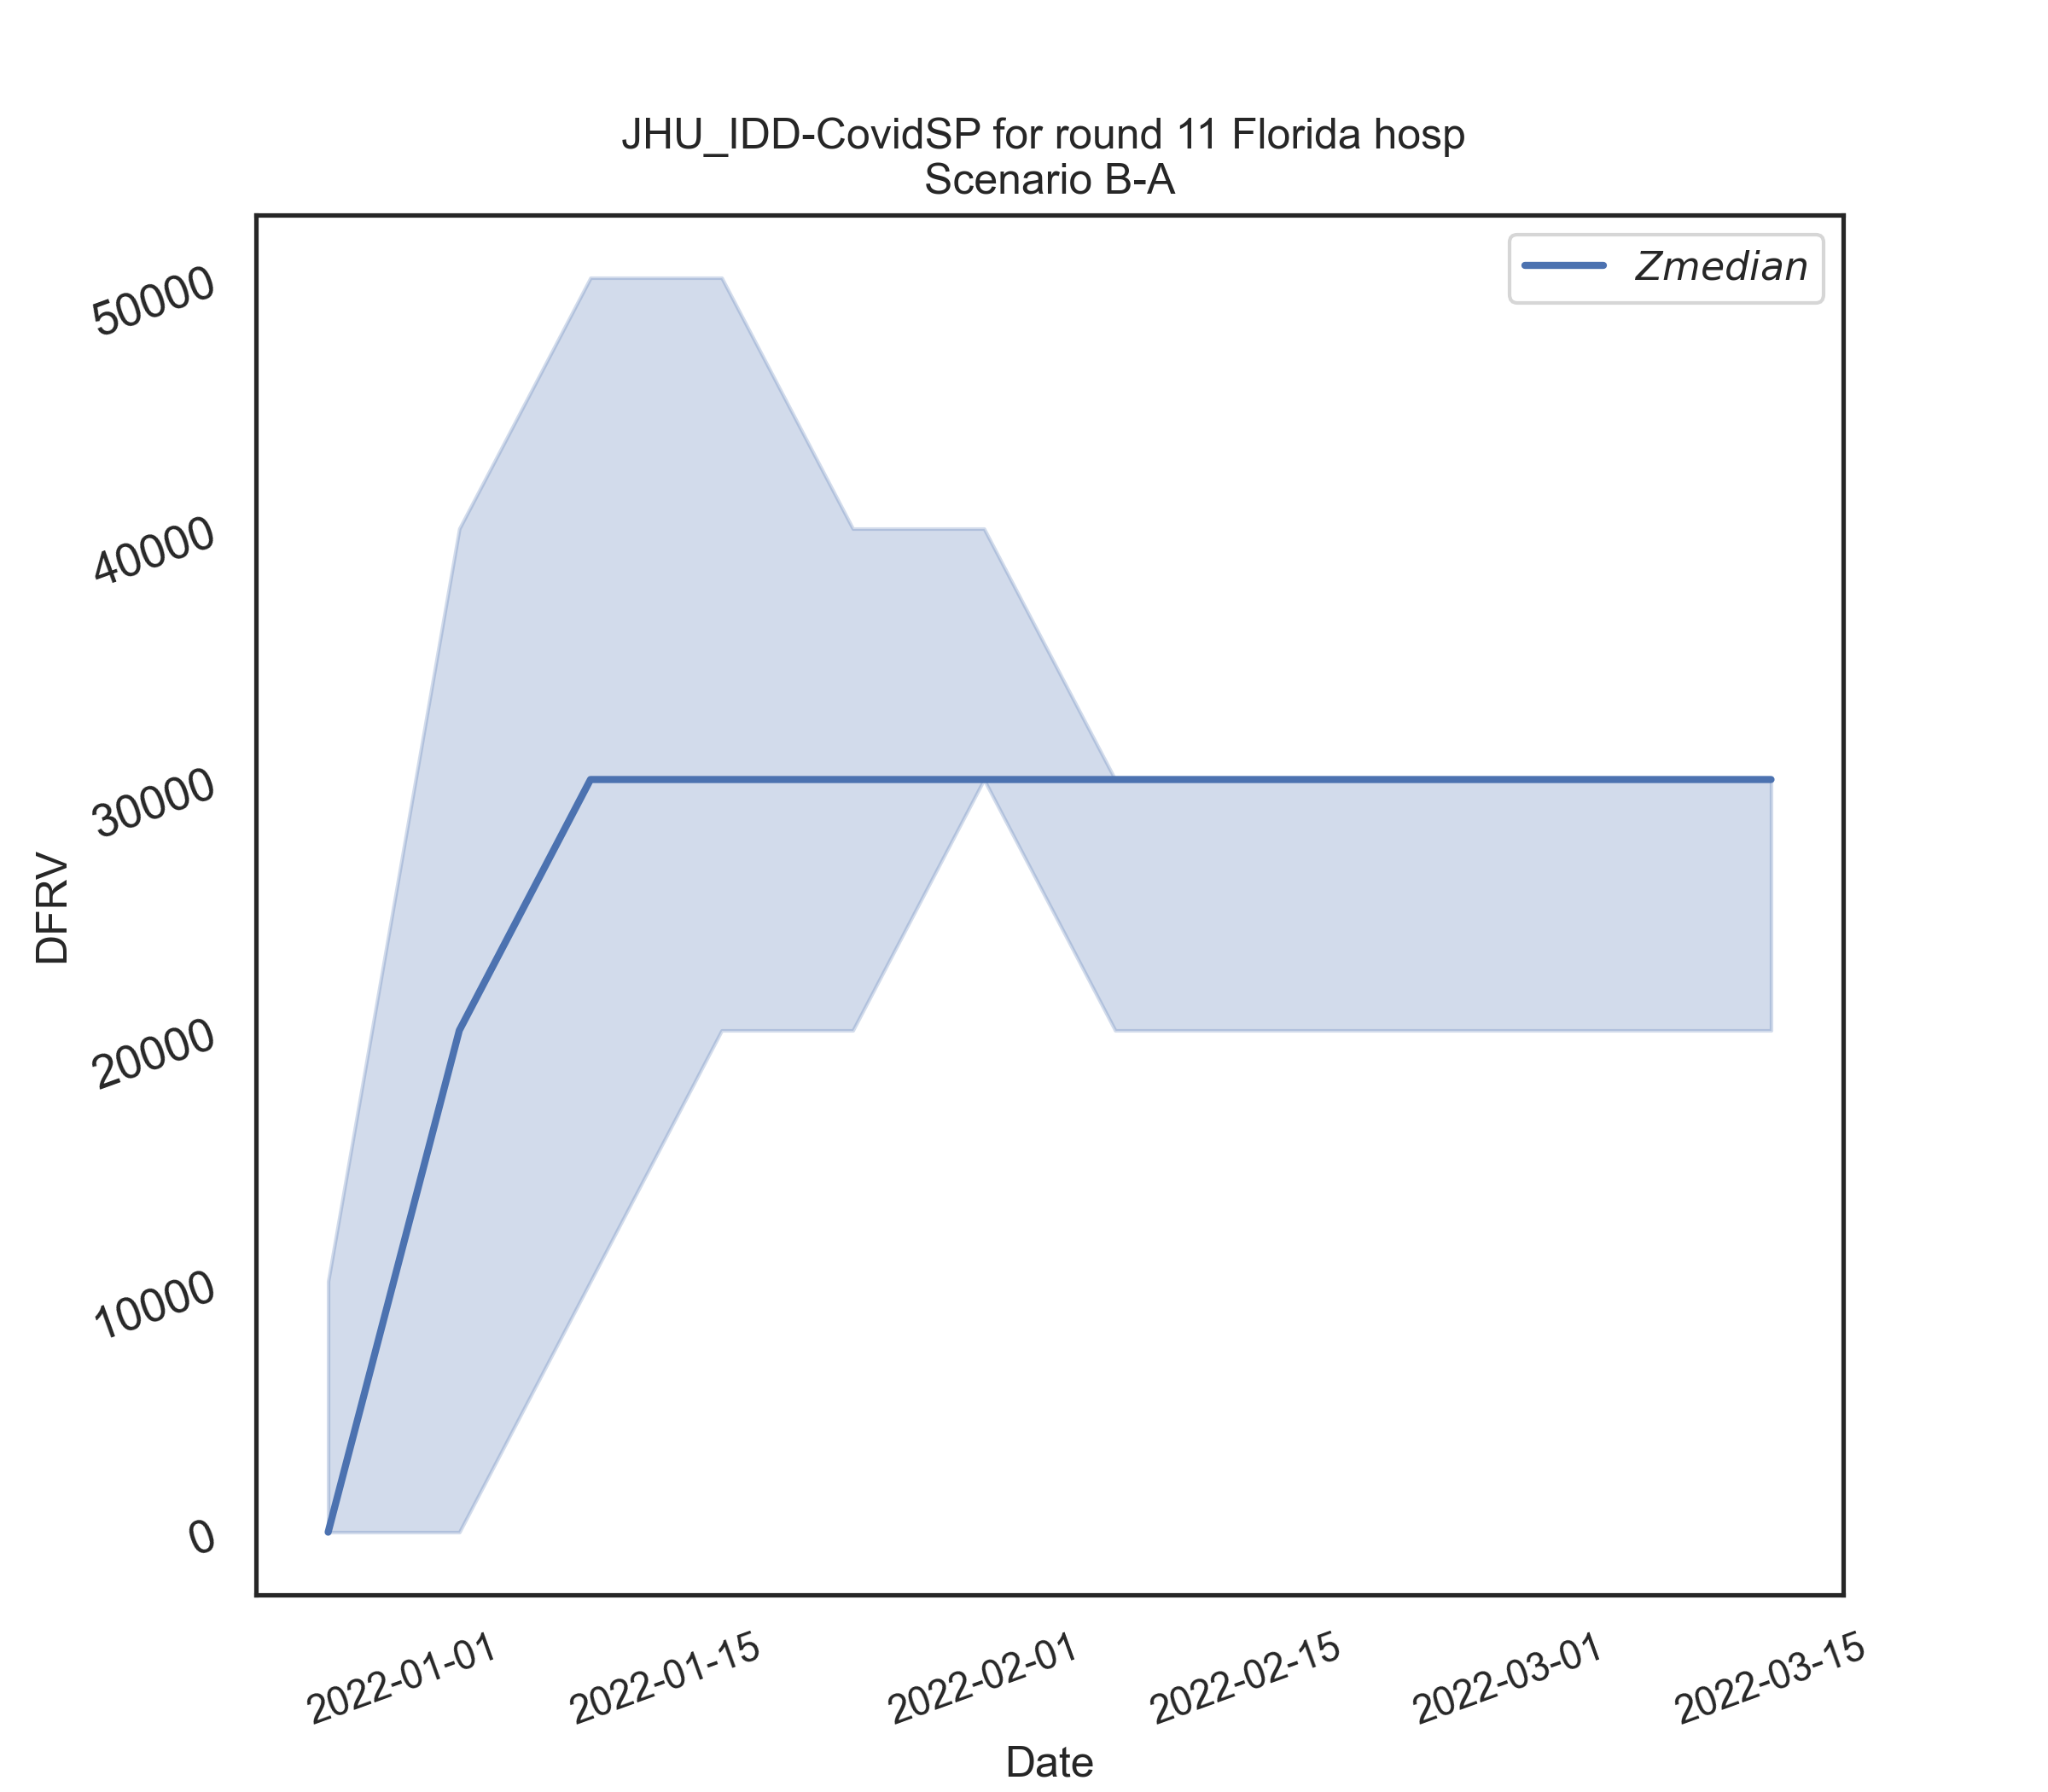 JHU_IDD-CovidSP for round 11 Florida hosp
Scenario B-A
Zmedian
DFRV
50000
40000
30000
20000
10000
0
2022-01-01
2022-01-15
2022-02-01
2022-02-15
2022-03-01
2022-03-15
Date